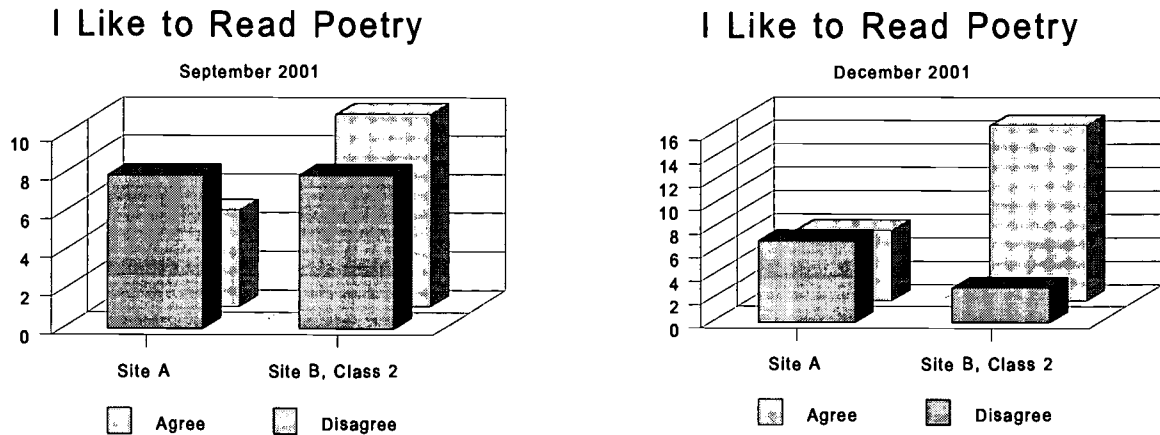 I Like to Read Poetry
September 2001
10
8
6
4
2
0
Site A
Site B, Class 2
Agree
Disagree
I Like to Read Poetry
December 2001
16
14
12
10
8
6
4
2
0
Site A
Site B, Class 2
Agree
Disagree